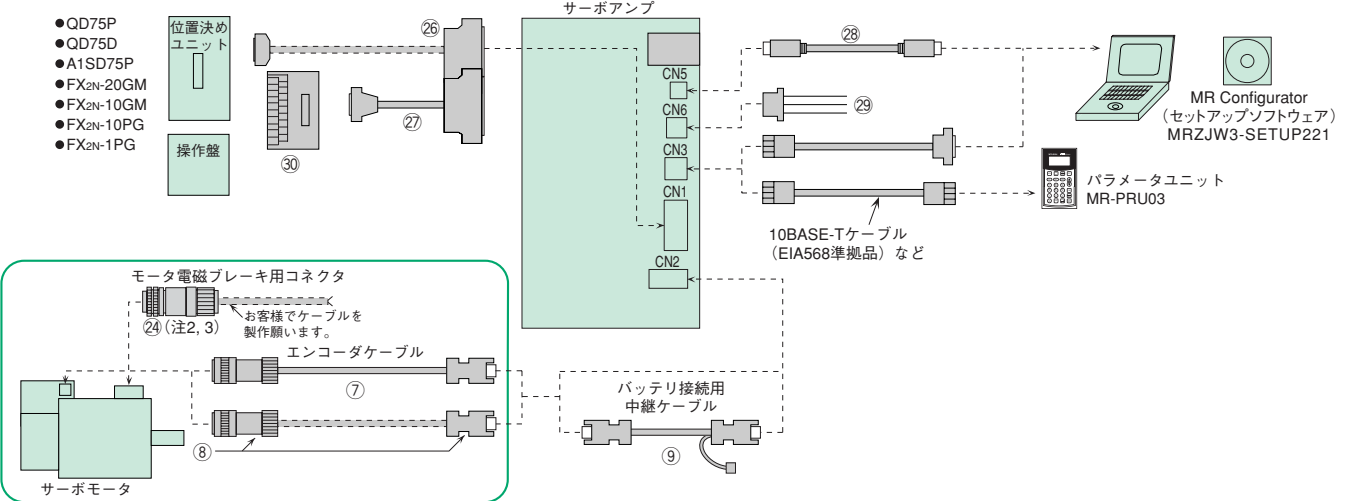 サーボアンプ
●QD75P
●QD75D
●A1SD75P
●FX2N-20GM
●FX2N-10GM
●FX2N-10PG
●FX2N-1PG
位置決め
ユニット
操作盤
㉖
㉗
㉚
CN5
CN6
CN3
CN1
CN2
㉘
㉙
MR Configurator
（セットアップソフトウェア）
MRZJW3-SETUP221
パラメータユニット
MR-PRU03
10BASE-Tケーブル
（EIA568準拠品）など
モータ電磁ブレーキ用コネクタ
㉔(注2, 3)
お客様でケーブルを
製作願います。
エンコーダケーブル
⑦
⑧
サーボモータ
バッテリ接続用
中継ケーブル
⑨